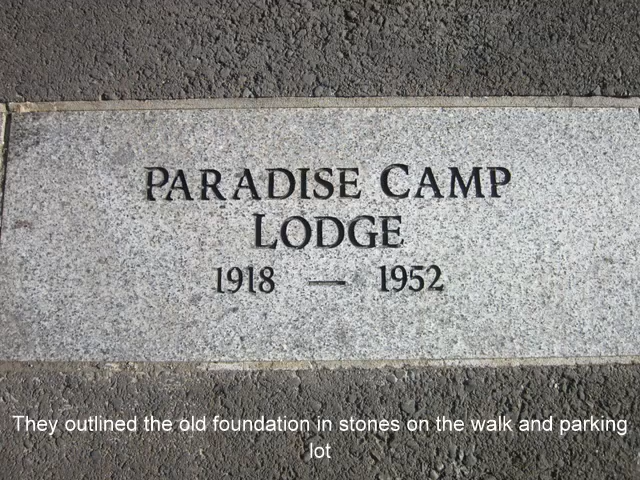 PARADISE CAMP
LODGE
1918 — 1952
They outlined the old foundation in stones on the walk and parking
lot